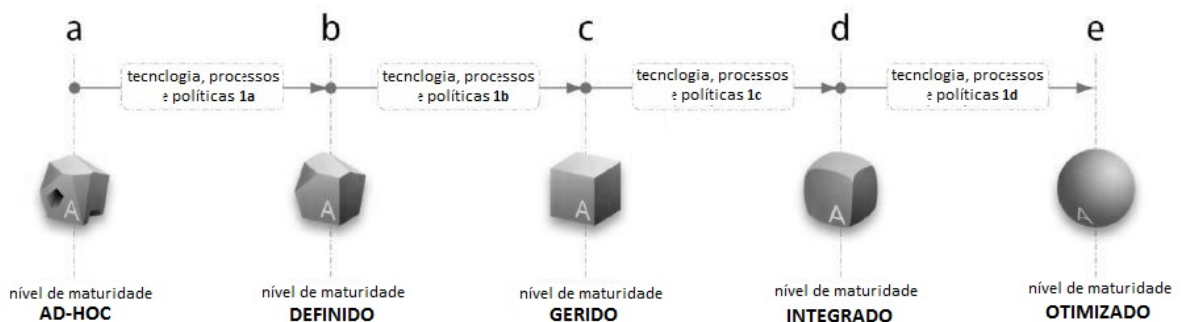 a
b
c
d
e
tecnologia, processos
e políticas 1a
tecnologia, processos
e políticas 1b
tecnologia, processos
e políticas 1c
tecnologia, processos
e políticas 1d
A
A
A
A
A
nível de maturidade
AD-HOC
nível de maturidade
DEFINIDO
nível de maturidade
GERIDO
nível de maturidade
INTEGRADO
nível de maturidade
OTIMIZADO